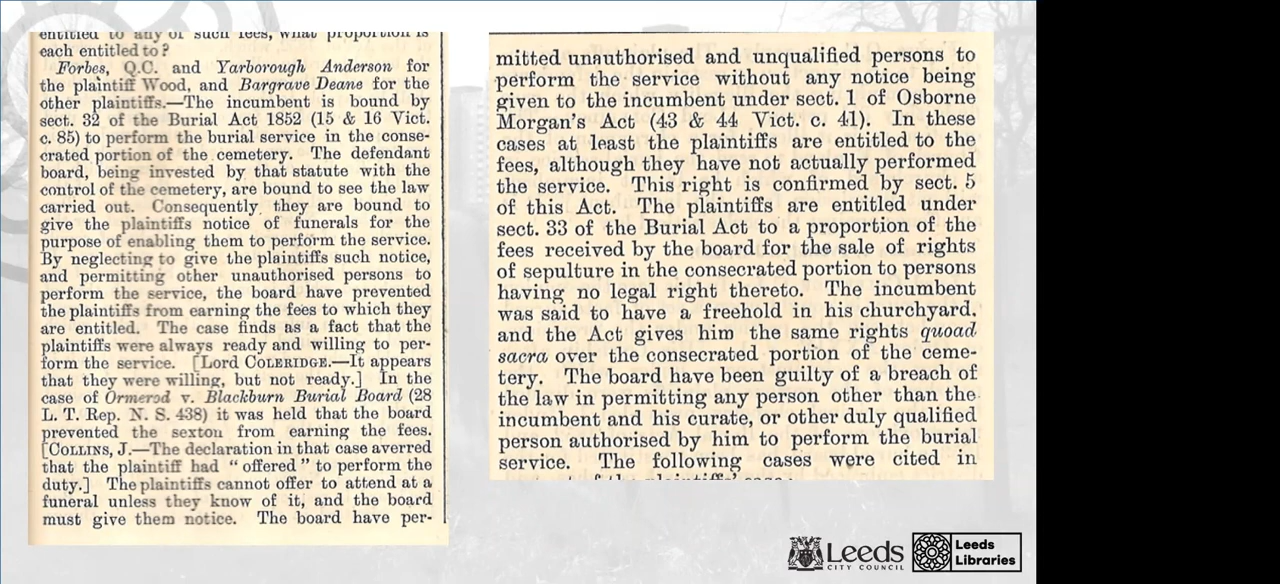 entitled to any of such fees, what proportion is
each entitled to?
Forbes, Q.C. and Yarborough Anderson for
the plaintiff Wood, and Bargrave Deane for the
other plaintiffs.—The incumbent is bound by
sect. 32 of the Burial Act 1852 (15 & 16 Vict.
c. 85) to perform the burial service in the conse-
crated portion of the cemetery. The defendant
board, being invested by that statute with the
control of the cemetery, are bound to see the law
carried out. Consequently they are bound to
give the plaintiffs notice of funerals for the
purpose of enabling them to perform the service.
By neglecting to give the plaintiffs such notice,
and permitting other unauthorised persons to
perform the service, the board have prevented
the plaintiffs from earning the fees to which they
are entitled. The case finds as a fact that the
plaintiffs were always ready and willing to per-
form the service. [Lord COLERIDGE.—It appears
that they were willing, but not ready.] In the
case of Ormerod v. Blackburn Burial Board (28
L. T. Rep. N. S. 438) it was held that the board
prevented the sexton from earning the fees.
[COLLINS, J.—The declaration in that case averred
that the plaintiff had "offered" to perform the
duty.] The plaintiffs cannot offer to attend at a
funeral unless they know of it, and the board
must give them notice. The board have per-
mitted unauthorised and unqualified persons to
perform the service without any notice being
given to the incumbent under sect. 1 of Osborne
Morgan's Act (43 & 44 Vict. c. 41). In these
cases at least the plaintiffs are entitled to the
fees, although they have not actually performed
the service. This right is confirmed by sect. 5
of this Act. The plaintiffs are entitled under
sect. 33 of the Burial Act to a proportion of the
fees received by the board for the sale of rights
of sepulture in the consecrated portion to persons
having no legal right thereto. The incumbent
was said to have a freehold in his churchyard,
and the Act gives him the same rights quoad
sacra over the consecrated portion of the ceme-
tery. The board have been guilty of a breach of
the law in permitting any person other than the
incumbent and his curate, or other duly qualified
person authorised by him to perform the burial
service. The following cases were cited in
of the plaintiffs' case:
Leeds
CITY COUNCIL
Leeds
Libraries